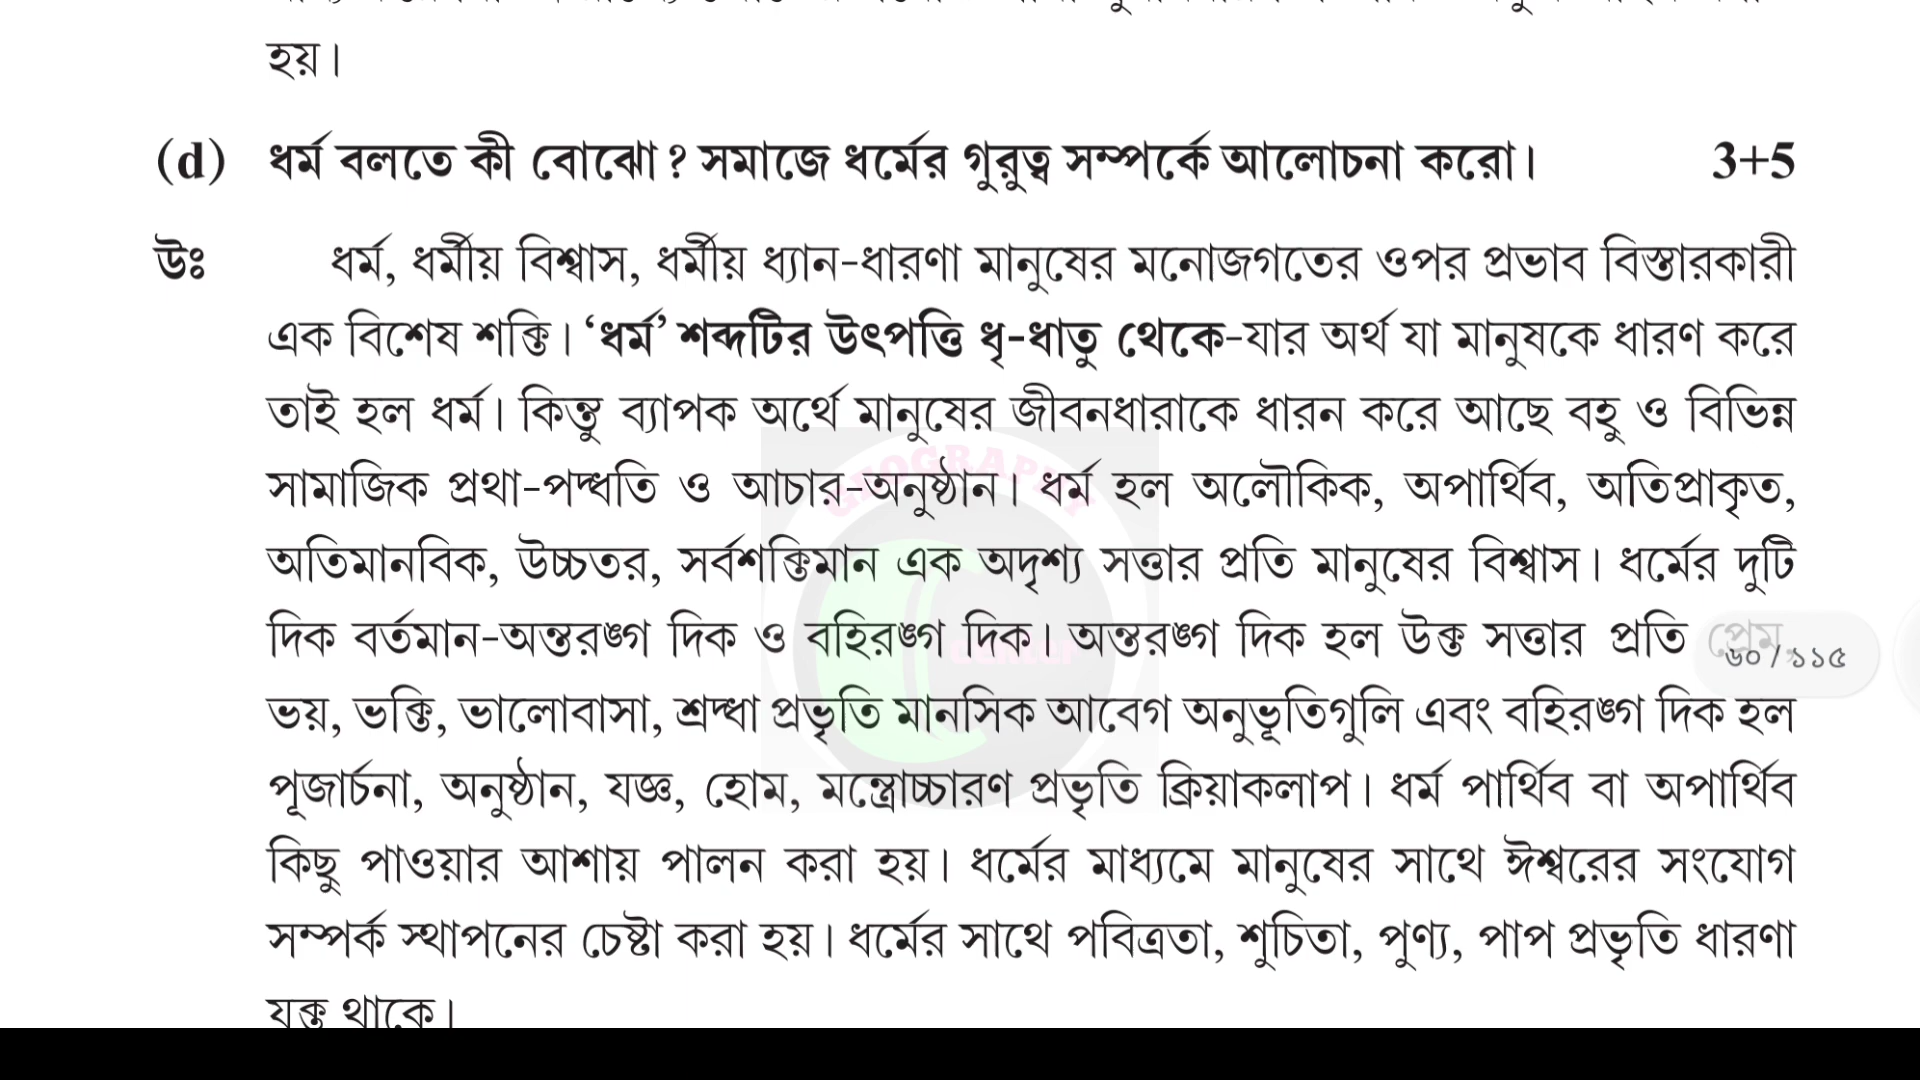 হয়।
(d) ধর্ম বলতে কী বোঝো? সমাজে ধর্মের গুরুত্ব সম্পর্কে আলোচনা করো। 3+5
উঃ ধর্ম, ধর্মীয় বিশ্বাস, ধর্মীয় ধ্যান-ধারণা মানুষের মনোজগতের ওপর প্রভাব বিস্তারকারী
এক বিশেষ শক্তি। ‘ধর্ম’ শব্দটির উৎপত্তি ধৃ-ধাতু থেকে-যার অর্থ যা মানুষকে ধারণ করে
তাই হল ধর্ম। কিন্তু ব্যাপক অর্থে মানুষের জীবনধারাকে ধারন করে আছে বহু ও বিভিন্ন
সামাজিক প্রথা-পদ্ধতি ও আচার-অনুষ্ঠান। ধর্ম হল অলৌকিক, অপার্থিব, অতিপ্রাকৃত,
অতিমানবিক, উচ্চতর, সর্বশক্তিমান এক অদৃশ্য সত্তার প্রতি মানুষের বিশ্বাস। ধর্মের দুটি
দিক বর্তমান-অন্তরঙ্গ দিক ও বহিরঙ্গ দিক। অন্তরঙ্গ দিক হল উক্ত সত্তার প্রতি প্রেম,
৬০ / ১১৫
ভয়, ভক্তি, ভালোবাসা, শ্রদ্ধা প্রভৃতি মানসিক আবেগ অনুভূতিগুলি এবং বহিরঙ্গ দিক হল
পূজার্চনা, অনুষ্ঠান, যজ্ঞ, হোম, মন্ত্রোচ্চারণ প্রভৃতি ক্রিয়াকলাপ। ধর্ম পার্থিব বা অপার্থিব
কিছু পাওয়ার আশায় পালন করা হয়। ধর্মের মাধ্যমে মানুষের সাথে ঈশ্বরের সংযোগ
সম্পর্ক স্থাপনের চেষ্টা করা হয়। ধর্মের সাথে পবিত্রতা, শুচিতা, পুণ্য, পাপ প্রভৃতি ধারণা
যুক্ত থাকে।
GEOGRAPHY